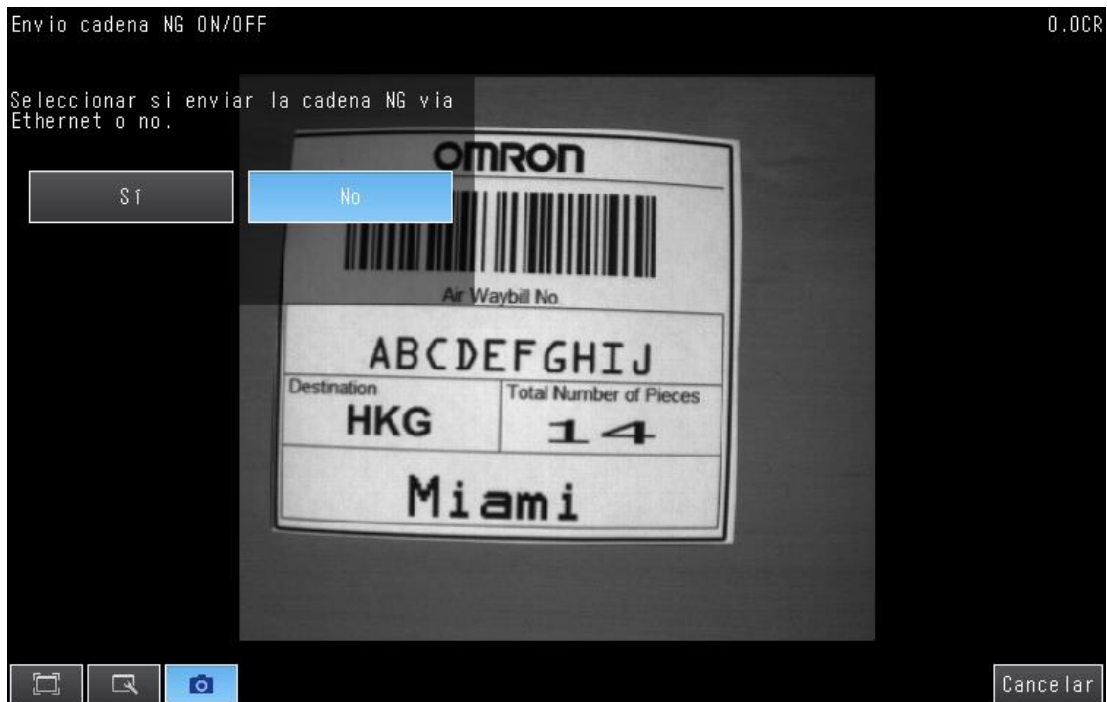 Envio cadena NG ON/OFF
0.OCR
Seleccionar si enviar la cadena NG via
Ethernet o no.
Sí
No
OMRON
Air Waybill No.
ABCDEFGHIJ
Destination
Total Number of Pieces
HKG
14
Miami
Cancelar